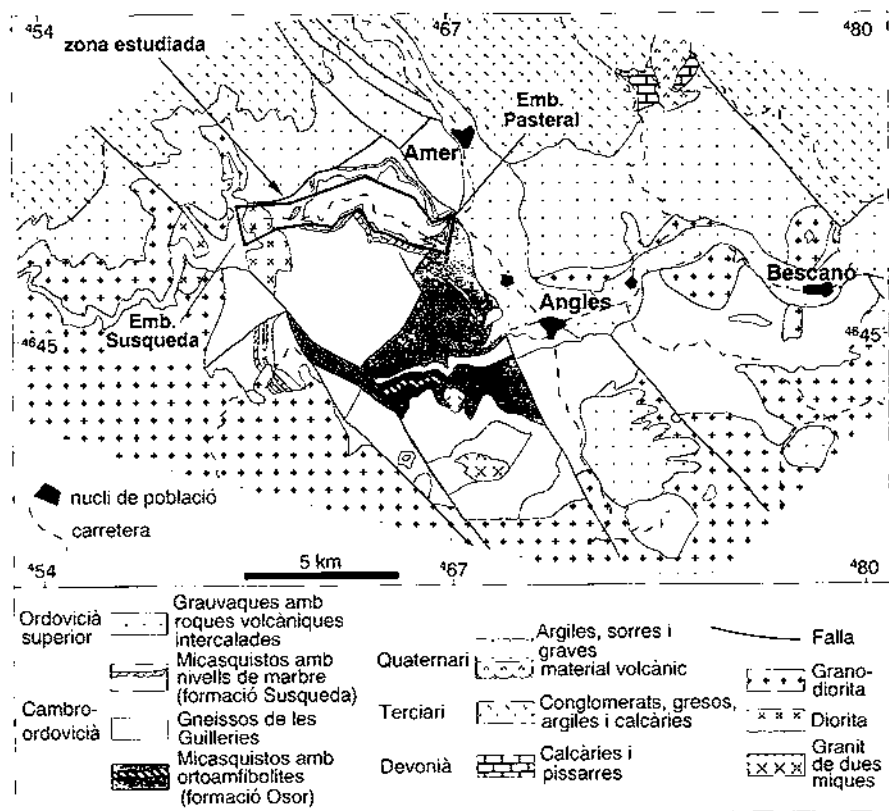 ⁴54
⁴67
⁴80
zona estudiada
Emb.
Pasteral
Amer
Bescanó
Anglès
Emb.
Susqueda
⁴⁶45
⁴⁶45
nucli de població
carretera
5 km
⁴54
⁴67
⁴80
Ordovicià
superior
Grauvaques amb
roques volcàniques
intercalades
Micasquistos amb
nivells de marbre
(formació Susqueda)
Cambro-
ordovicià
Gneissos de les
Guilleries
Micasquistos amb
ortoamfibolites
(formació Osor)
Quaternari
Argiles, sorres i
graves
material volcànic
Terciari
Conglomerats, gresos,
argiles i calcàries
Devonià
Calcàries i
pissarres
Falla
Grano-
diorita
Diorita
Granit
de dues
miques